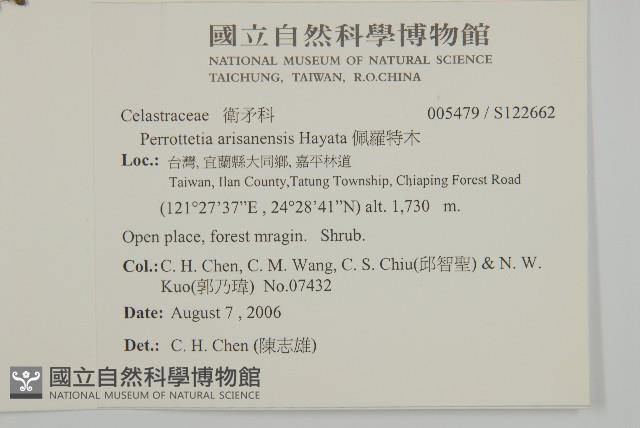 國立自然科學博物館
NATIONAL MUSEUM OF NATURAL SCIENCE
TAICHUNG, TAIWAN, R.O.CHINA
Celastraceae 衛矛科 005479 / S122662
Perrottetia arisanensis Hayata 佩羅特木
Loc.: 台灣, 宜蘭縣大同鄉, 嘉平林道
Taiwan, Ilan County,Tatung Township, Chiaping Forest Road
(121°27'37”E , 24°28'41”N) alt. 1,730 m.
Open place, forest mragin. Shrub.
Col.: C. H. Chen, C. M. Wang, C. S. Chiu(邱智聖) & N. W.
Kuo(郭乃瑋) No.07432
Date: August 7 , 2006
Det.: C. H. Chen (陳志雄)
國立自然科學博物館
NATIONAL MUSEUM OF NATURAL SCIENCE